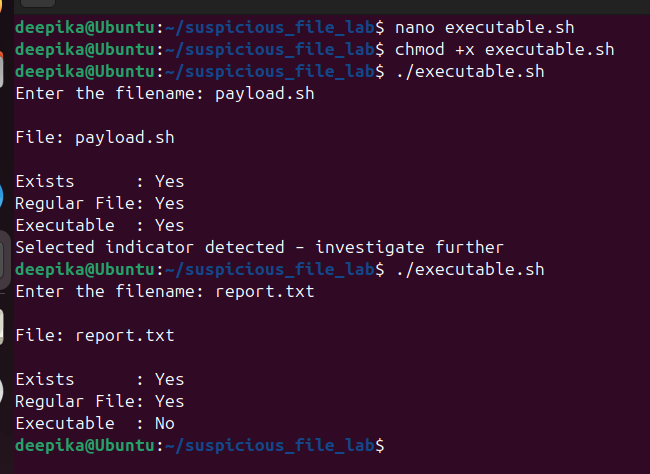 deepika@Ubuntu:~/suspicious_file_lab$ nano executable.sh
deepika@Ubuntu:~/suspicious_file_lab$ chmod +x executable.sh
deepika@Ubuntu:~/suspicious_file_lab$ ./executable.sh
Enter the filename: payload.sh
File: payload.sh
Exists      : Yes
Regular File: Yes
Executable  : Yes
Selected indicator detected – investigate further
deepika@Ubuntu:~/suspicious_file_lab$ ./executable.sh
Enter the filename: report.txt
File: report.txt
Exists      : Yes
Regular File: Yes
Executable  : No
deepika@Ubuntu:~/suspicious_file_lab$